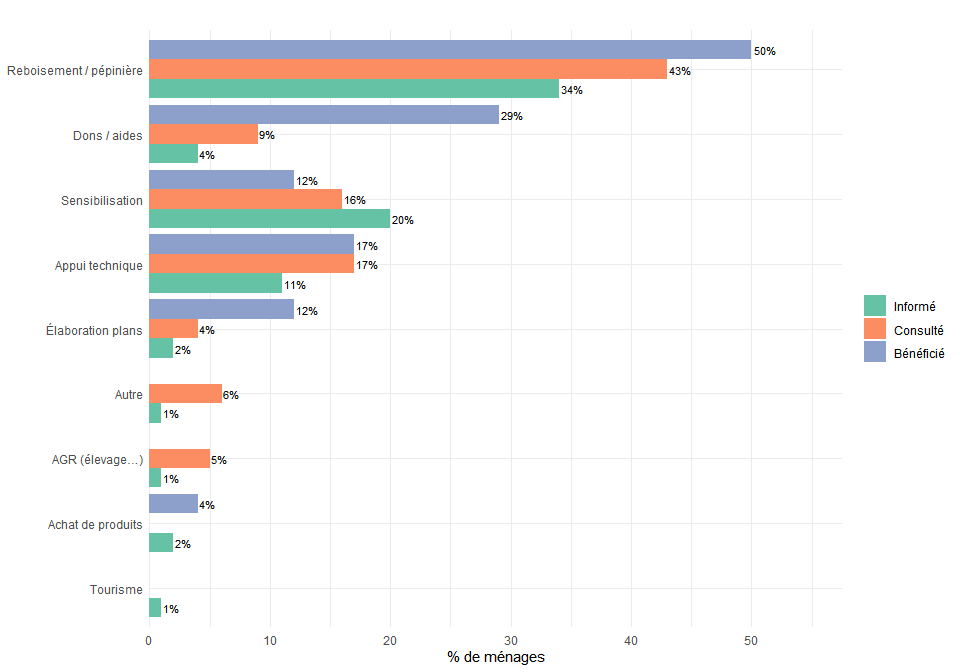 50%
Reboisement / pépinière
43%
34%
29%
Dons / aides
9%
4%
12%
Sensibilisation
16%
20%
17%
Appui technique
17%
11%
12%
Élaboration plans
4%
2%
Autre
6%
1%
AGR (élevage...)
5%
1%
4%
Achat de produits
2%
Tourisme
1%
0 10 20 30 40 50
% de ménages
Informé
Consulté
Bénéficié